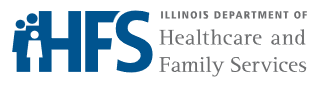 HFS
ILLINOIS DEPARTMENT OF
Healthcare and
Family Services